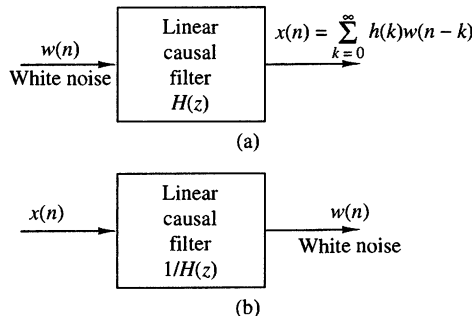 w(n)
White noise
Linear
causal
filter
H(z)
x(n) = ∞∑k = 0 h(k)w(n − k)
(a)
x(n)
Linear
causal
filter
1/H(z)
w(n)
White noise
(b)